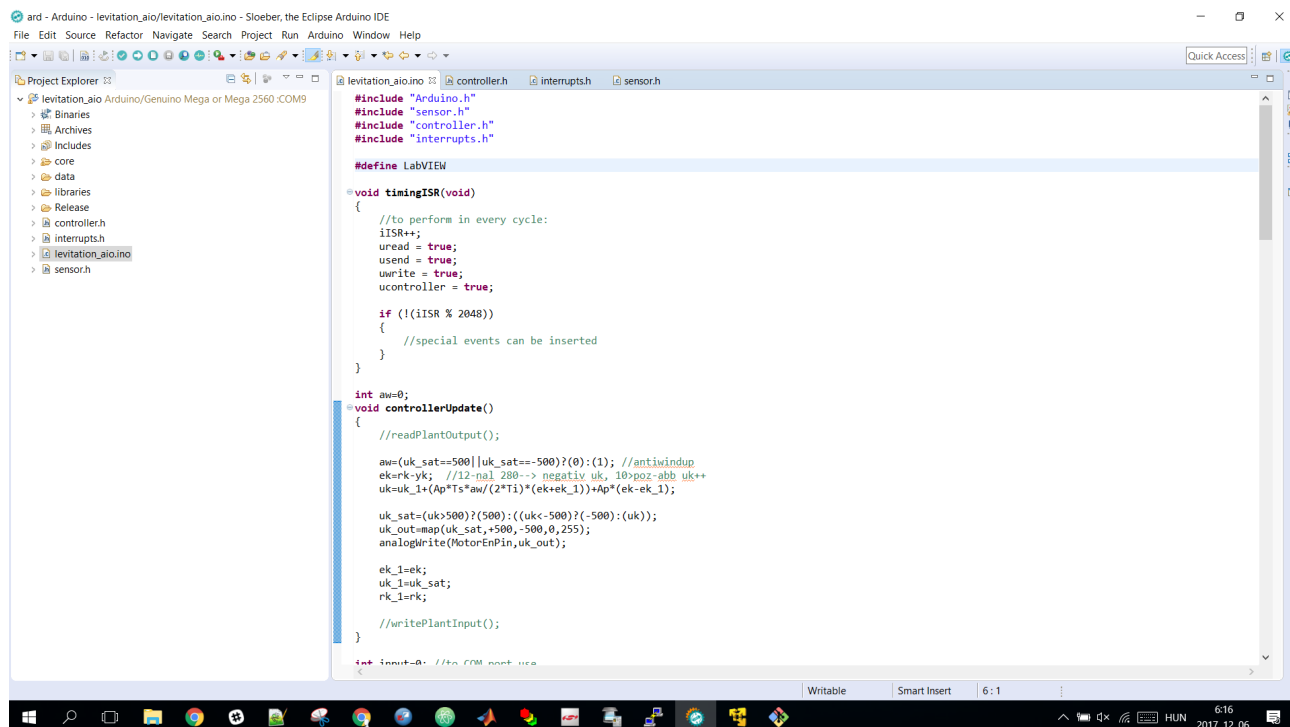 ard - Arduino - levitation_aio/levitation_aio.ino - Sloeber, the Eclipse Arduino IDE
File Edit Source Refactor Navigate Search Project Run Arduino Window Help
Quick Access
Project Explorer
levitation_aio Arduino/Genuino Mega or Mega 2560 :COM9
Binaries
Archives
Includes
core
data
libraries
Release
controller.h
interrupts.h
levitation_aio.ino
sensor.h
levitation_aio.ino controller.h interrupts.h sensor.h
#include "Arduino.h"
#include "sensor.h"
#include "controller.h"
#include "interrupts.h"
#define LabVIEW
void timingISR(void)
{
//to perform in every cycle:
iISR++;
uread = true;
usend = true;
uwrite = true;
ucontroller = true;
if (!(iISR % 2048))
{
//special events can be inserted
}
}
int aw=0;
void controllerUpdate()
{
//readPlantOutput();
aw=(uk_sat==500||uk_sat==-500)?(0):(1); //antiwindup
ek=rk-yk; //12-nal 280--> negativ uk, 10>poz-abb uk++
uk=uk_1+(Ap*Ts*aw/(2*Ti)*(ek+ek_1))+Ap*(ek-ek_1);
uk_sat=(uk>500)?(500):((uk<-500)?(-500):(uk));
uk_out=map(uk_sat,+500,-500,0,255);
analogWrite(MotorEnPin,uk_out);
ek_1=ek;
uk_1=uk_sat;
rk_1=rk;
//writePlantInput();
}
int input=0; //to COM port use
Writable Smart Insert 6 : 1
HUN
6:16
2017. 12. 06.